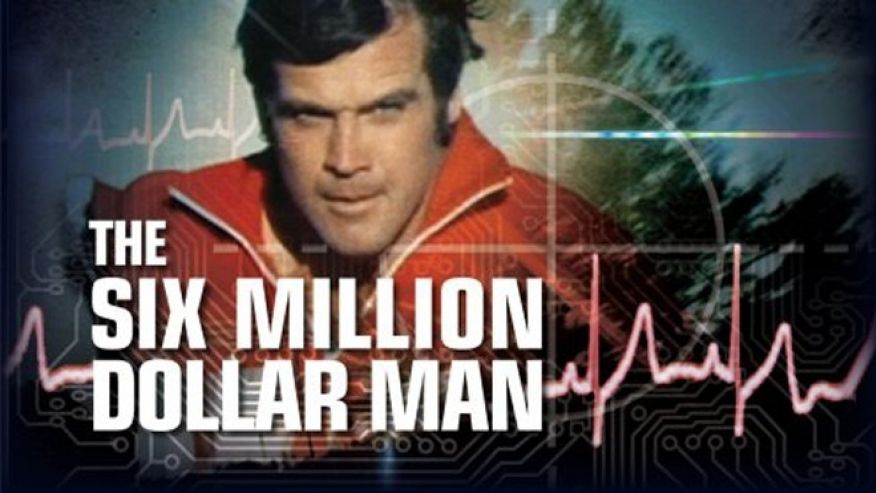 THE
SIX MILLION
DOLLAR MAN